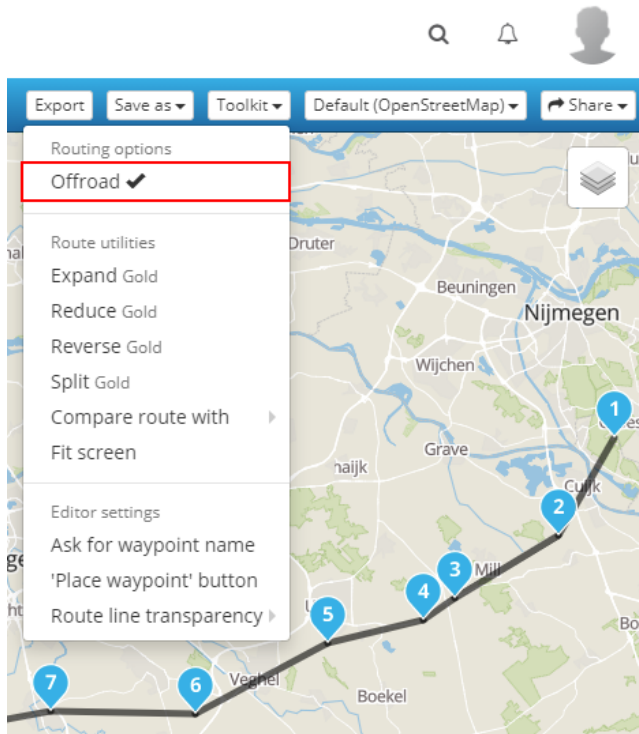 Export
Save as
Toolkit
Default (OpenStreetMap)
Share
Routing options
Offroad
Route utilities
Expand Gold
Reduce Gold
Reverse Gold
Split Gold
Compare route with
Fit screen
Editor settings
Ask for waypoint name
'Place waypoint' button
Route line transparency
Druten
Beuningen
Nijmegen
Wijchen
1
Grave
Cuijk
2
3
Mill
4
5
Veghel
6
7
Boekel